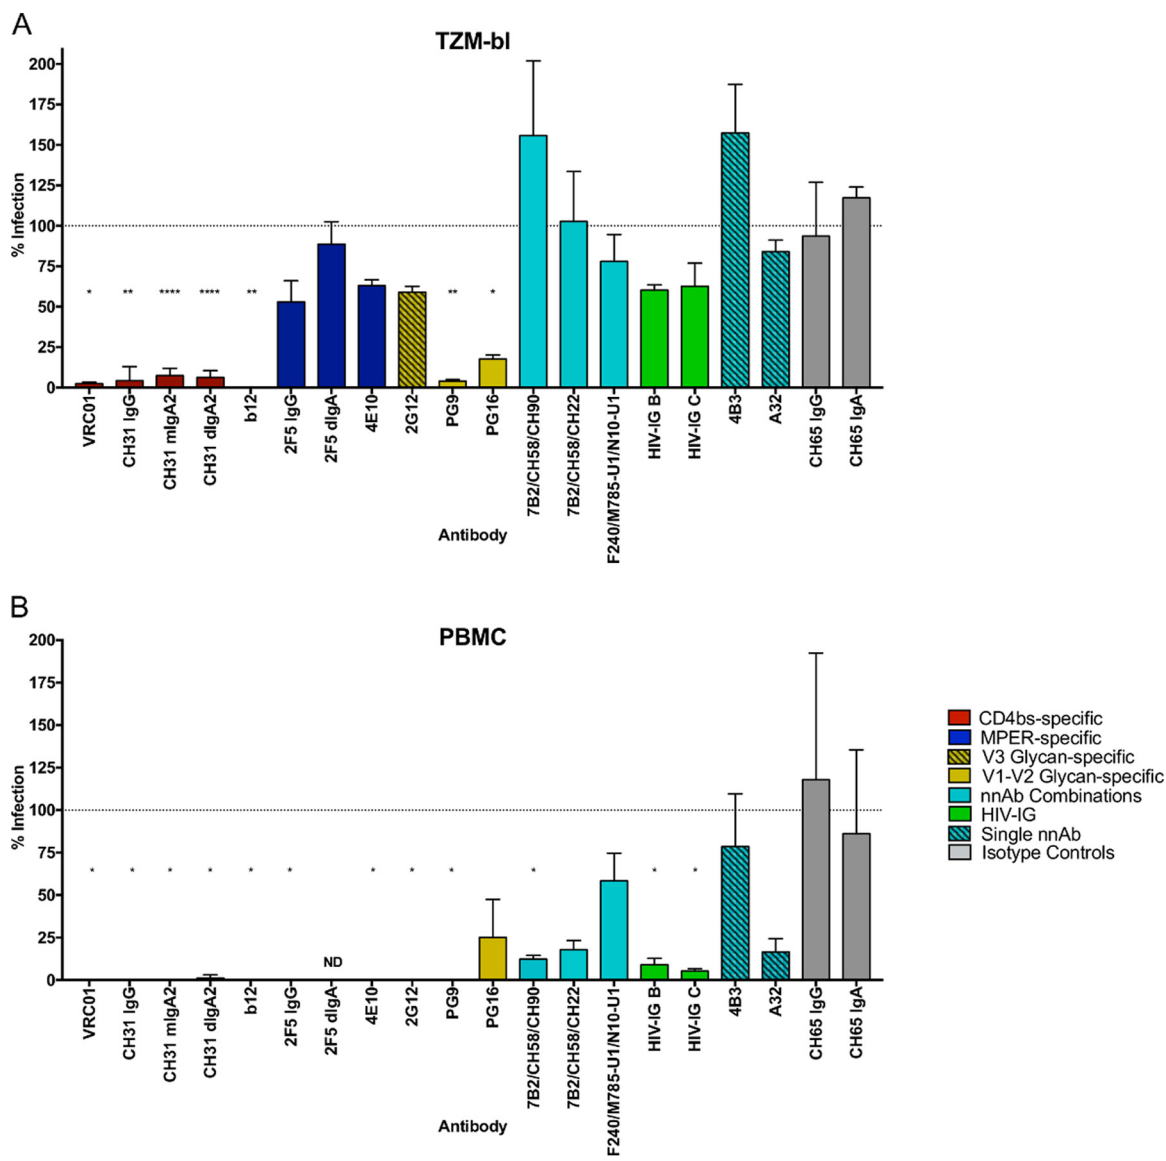 A
TZM-bl
% Infection
200
175
150
125
100
75
50
25
0
* ** **** **** ** ** *
VRC01
CH31 IgG
CH31 mIgA2
CH31 dIgA2
b12
2F5 IgG
2F5 dIgA
4E10
2G12
PG9
PG16
7B2/CH58/CH90
7B2/CH58/CH22
F240/M785-U1/N10-U1
HIV-IG B
HIV-IG C
4B3
A32
CH65 IgG
CH65 IgA
Antibody
B
PBMC
% Infection
200
175
150
125
100
75
50
25
0
* * * * * * * * * * * *
ND
VRC01
CH31 IgG
CH31 mIgA2
CH31 dIgA2
b12
2F5 IgG
2F5 dIgA
4E10
2G12
PG9
PG16
7B2/CH58/CH90
7B2/CH58/CH22
F240/M785-U1/N10-U1
HIV-IG B
HIV-IG C
4B3
A32
CH65 IgG
CH65 IgA
Antibody
CD4bs-specific
MPER-specific
V3 Glycan-specific
V1-V2 Glycan-specific
nnAb Combinations
HIV-IG
Single nnAb
Isotype Controls